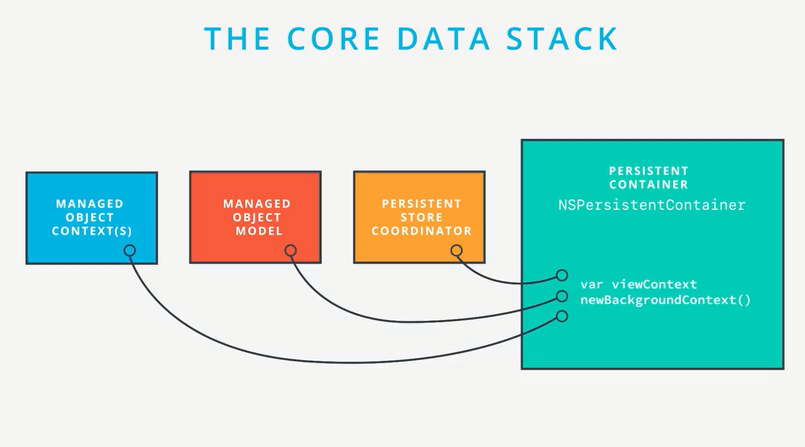 THE CORE DATA STACK
MANAGED
OBJECT
CONTEXT(S)
MANAGED
OBJECT
MODEL
PERSISTENT
STORE
COORDINATOR
PERSISTENT
CONTAINER
NSPersistentContainer
var viewContext
newBackgroundContext()